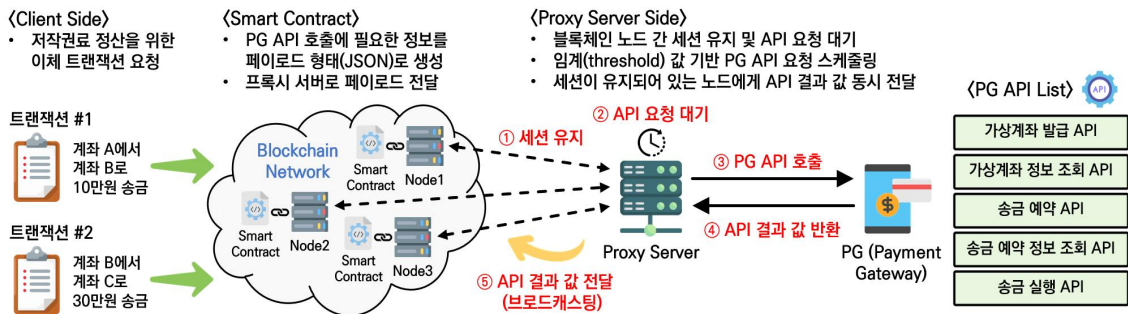 〈Client Side〉
• 저작권료 정산을 위한
이체 트랜잭션 요청
〈Smart Contract〉
• PG API 호출에 필요한 정보를
페이로드 형태(JSON)로 생성
• 프록시 서버로 페이로드 전달
〈Proxy Server Side〉
• 블록체인 노드 간 세션 유지 및 API 요청 대기
• 임계(threshold) 값 기반 PG API 요청 스케줄링
• 세션이 유지되어 있는 노드에게 API 결과 값 동시 전달
트랜잭션 #1
계좌 A에서
계좌 B로
10만원 송금
트랜잭션 #2
계좌 B에서
계좌 C로
30만원 송금
Blockchain
Network
Smart
Contract
Node1
Smart
Contract
Node2
Smart
Contract
Node3
① 세션 유지
② API 요청 대기
Proxy Server
③ PG API 호출
④ API 결과 값 반환
⑤ API 결과 값 전달
(브로드캐스팅)
PG (Payment
Gateway)
〈PG API List〉
API
가상계좌 발급 API
가상계좌 정보 조회 API
송금 예약 API
송금 예약 정보 조회 API
송금 실행 API